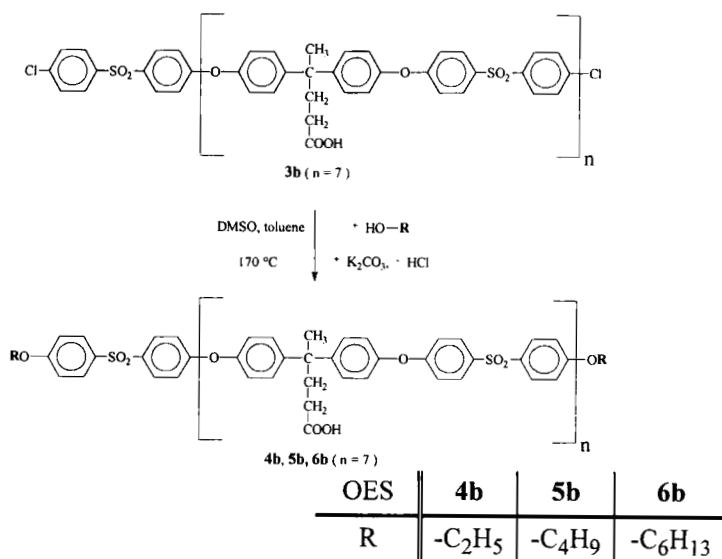 CH₃
Cl SO₂ O C O SO₂ Cl
CH₂
CH₂
COOH
n
3b ( n = 7 )
DMSO, toluene + HO—R
170 °C + K₂CO₃, - HCl
CH₃
RO SO₂ O C O SO₂ OR
CH₂
CH₂
COOH
n
4b, 5b, 6b ( n = 7 )
OES 4b 5b 6b
R -C₂H₅ -C₄H₉ -C₆H₁₃